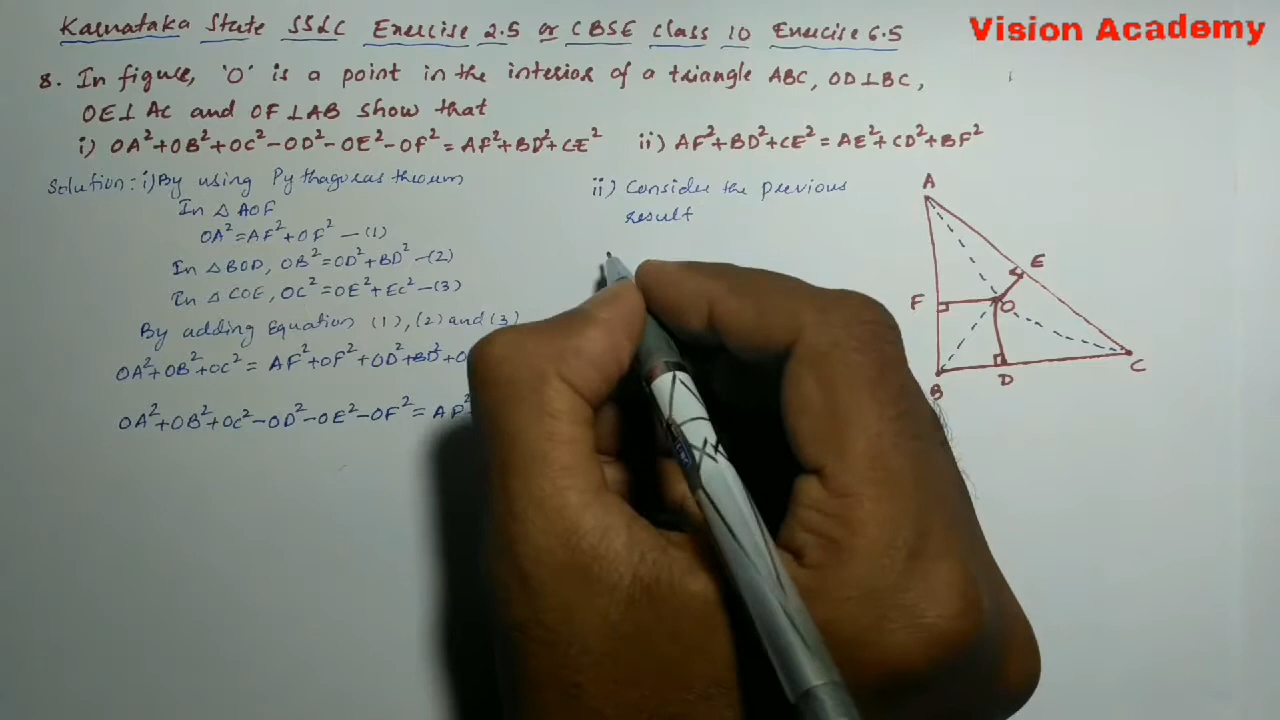 Karnataka State SSLC Exercise 2.5 or CBSE Class 10 Exercise 6.5
Vision Academy
8. In figure, 'O' is a point in the interior of a triangle ABC, OD⊥BC,
OE⊥AC and OF⊥AB show that
i) OA²+OB²+OC²-OD²-OE²-OF²=AF²+BD²+CE² ii) AF²+BD²+CE²=AE²+CD²+BF²
Solution: i) By using Pythagoras theorem
In △AOF
OA²=AF²+OF² -(1)
In △BOD, OB²=OD²+BD² -(2)
In △COE, OC²=OE²+EC² -(3)
By adding Equation (1), (2) and (3)
OA²+OB²+OC² = AF²+OF²+OD²+BD²+O
OA²+OB²+OC²-OD²-OE²-OF²=AF²
ii) Consider the previous
result
A
E
F
O
C
D
B